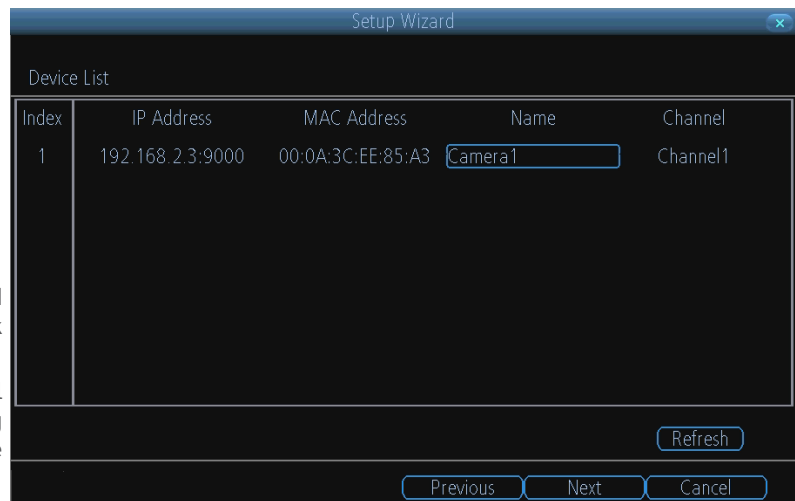 Setup Wizard
Device List
Index IP Address MAC Address Name Channel
1 192.168.2.3:9000 00:0A:3C:EE:85:A3 Camera1 Channel1
Refresh
Previous Next Cancel